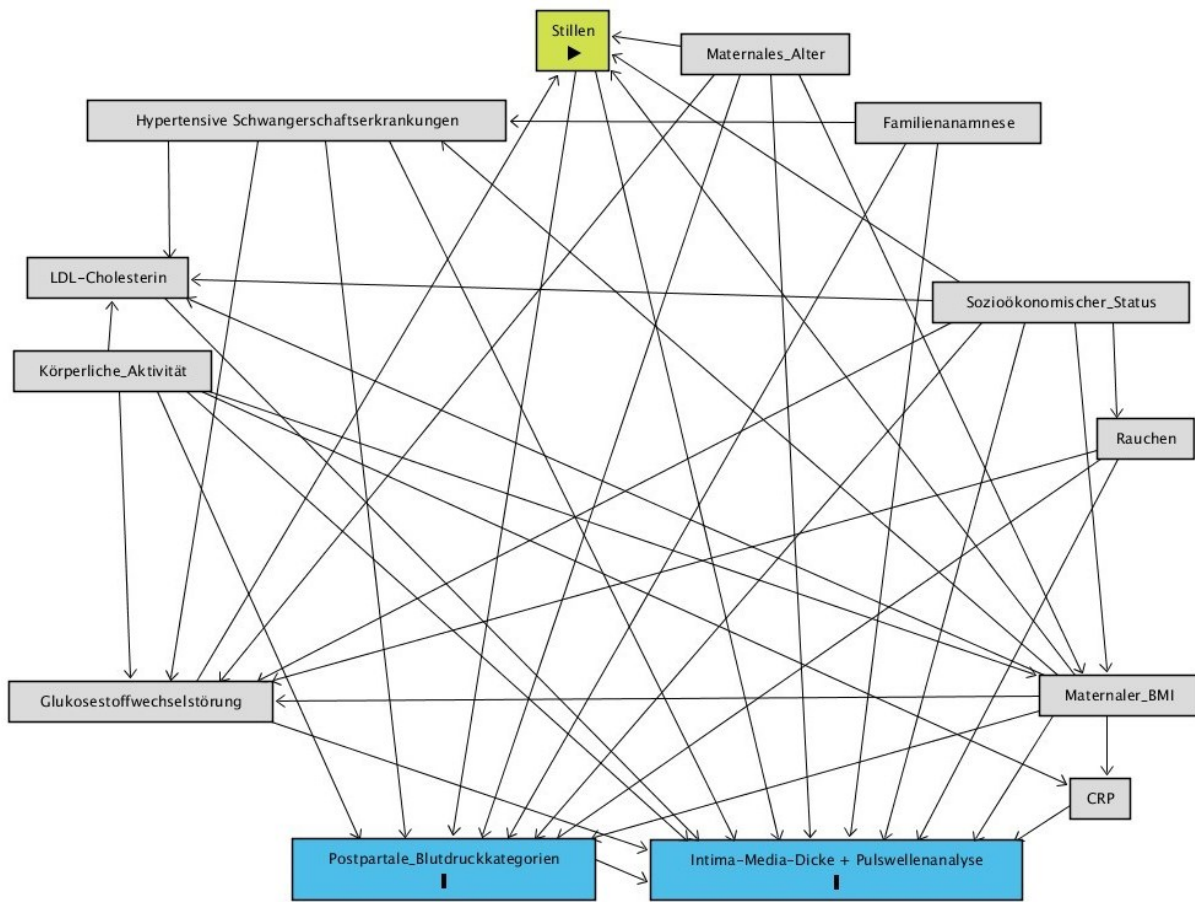 Stillen
Maternales_Alter
Hypertensive Schwangerschaftserkrankungen
Familienanamnese
LDL-Cholesterin
Sozioökonomischer_Status
Körperliche_Aktivität
Rauchen
Glukosestoffwechselstörung
Maternaler_BMI
CRP
Postpartale_Blutdruckkategorien
Intima-Media-Dicke + Pulswellenanalyse